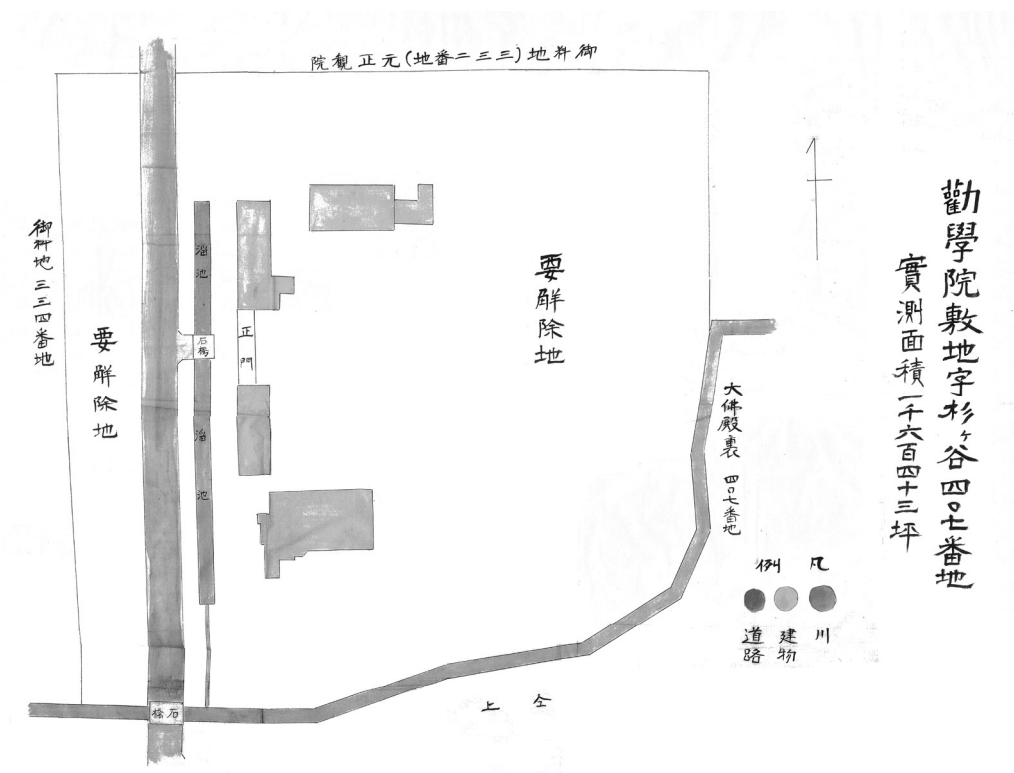 勸學院敷地字杉ヶ谷四〇七番地
實測面積一千六百四十三坪
院観正元(地番二三三)地料御
御料地三三四番地
要解除地
要解除地
溜池
石橋
正門
溜池
大佛殿裏 四〇七番地
例凡
川
建物
道路
上仝
橋石